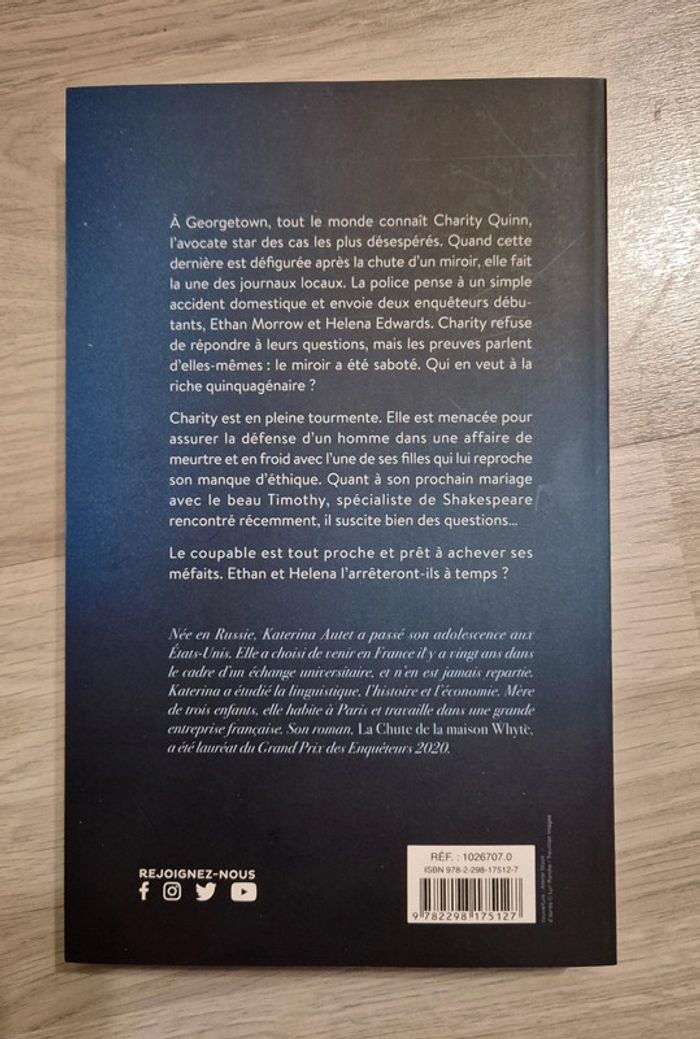 À Georgetown, tout le monde connaît Charity Quinn,
l'avocate star des cas les plus désespérés. Quand cette
dernière est défigurée après la chute d'un miroir, elle fait
la une des journaux locaux. La police pense à un simple
accident domestique et envoie deux enquêteurs débu-
tants, Ethan Morrow et Helena Edwards. Charity refuse
de répondre à leurs questions, mais les preuves parlent
d'elles-mêmes : le miroir a été saboté. Qui en veut à la
riche quinquagénaire ?
Charity est en pleine tourmente. Elle est menacée pour
assurer la défense d'un homme dans une affaire de
meurtre et en froid avec l'une de ses filles qui lui reproche
son manque d'éthique. Quant à son prochain mariage
avec le beau Timothy, spécialiste de Shakespeare
rencontré récemment, il suscite bien des questions...
Le coupable est tout proche et prêt à achever ses
méfaits. Ethan et Helena l'arrêteront-ils à temps ?
Née en Russie, Katerina Autet a passé son adolescence aux
États-Unis. Elle a choisi de venir en France il y a vingt ans dans
le cadre d'un échange universitaire, et n'en est jamais repartie.
Katerina a étudié la linguistique, l'histoire et l'économie. Mère
de trois enfants, elle habite à Paris et travaille dans une grande
entreprise française. Son roman, La Chute de la maison Whyte,
a été lauréat du Grand Prix des Enquêteurs 2020.
REJOIGNEZ-NOUS
RÉF. : 1026707.0
ISBN 978-2-298-17512-7
9 782298 175127